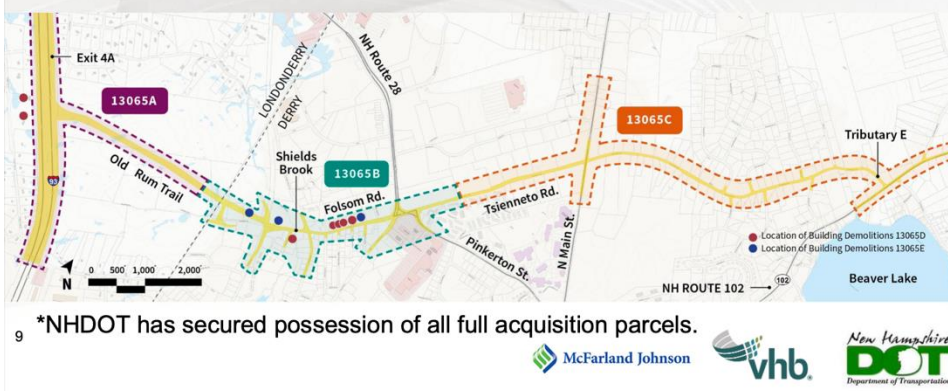 Exit 4A
13065A
LONDONDERRY
DERRY
NH Route 28
13065C
Tributary E
Old Rum Trail
Shields
Brook
13065B
Folsom Rd.
Tsienneto Rd.
93
N Main St.
Pinkerton St.
Location of Building Demolitions 13065D
Location of Building Demolitions 13065E
0 500' 1,000' 2,000'
N
NH ROUTE 102
102
Beaver Lake
9
*NHDOT has secured possession of all full acquisition parcels.
McFarland Johnson
vhb®
New Hampshire
DOT
Department of Transportation